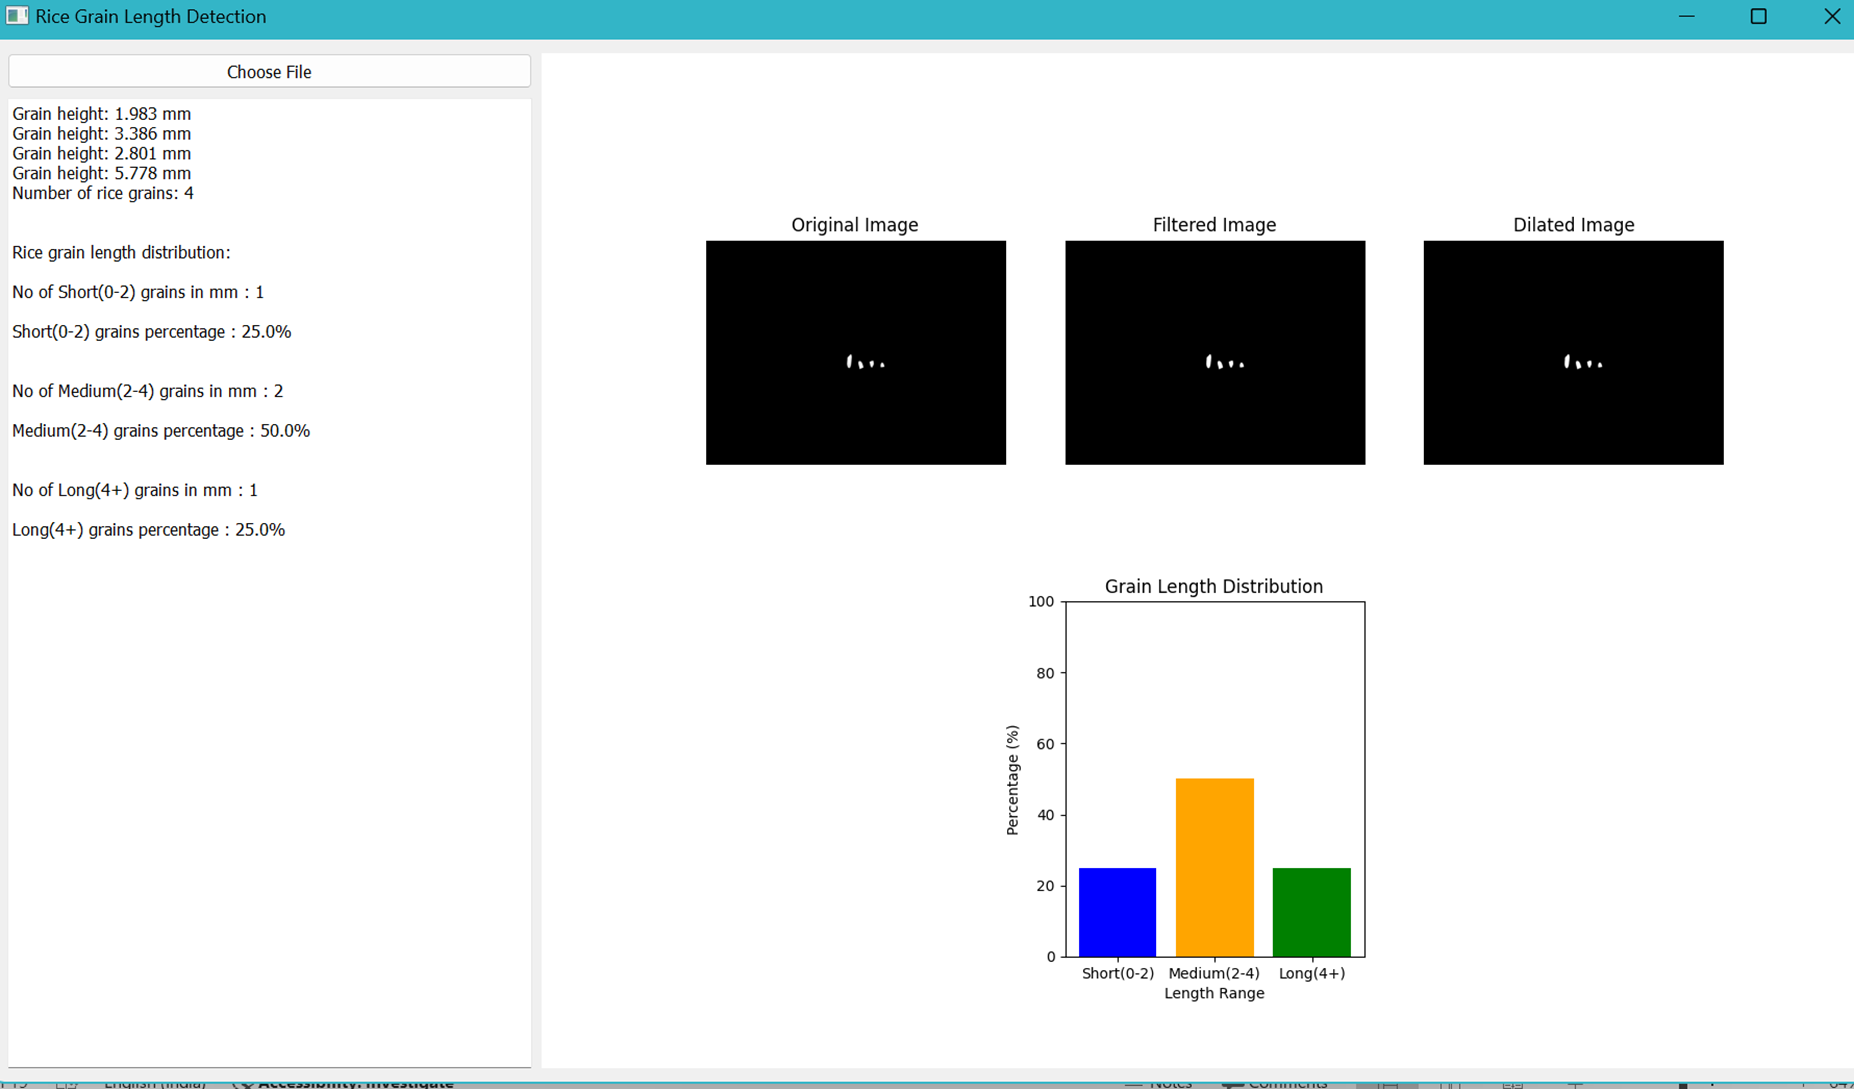 Rice Grain Length Detection
Choose File
Grain height: 1.983 mm
Grain height: 3.386 mm
Grain height: 2.801 mm
Grain height: 5.778 mm
Number of rice grains: 4
Rice grain length distribution:
No of Short(0-2) grains in mm : 1
Short(0-2) grains percentage : 25.0%
No of Medium(2-4) grains in mm : 2
Medium(2-4) grains percentage : 50.0%
No of Long(4+) grains in mm : 1
Long(4+) grains percentage : 25.0%
Original Image
Filtered Image
Dilated Image
Grain Length Distribution
100
80
60
40
20
0
Percentage (%)
Short(0-2)
Medium(2-4)
Long(4+)
Length Range
English (India)
Accessibility: Investigate
Notes
Comments